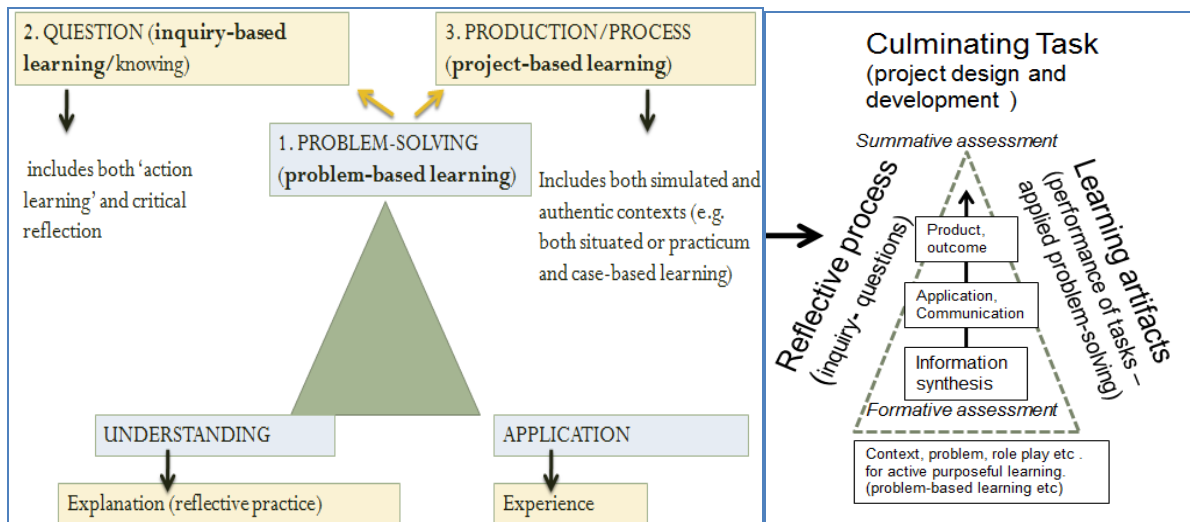 2. QUESTION (inquiry-based
learning/knowing)
3. PRODUCTION/PROCESS
(project-based learning)
1. PROBLEM-SOLVING
(problem-based learning)
includes both ‘action
learning’ and critical
reflection
Includes both simulated and
authentic contexts (e.g.
both situated or practicum
and case-based learning)
UNDERSTANDING
APPLICATION
Explanation (reflective practice)
Experience
Culminating Task
(project design and
development )
Summative assessment
Reflective process
(inquiry- questions)
Product,
outcome
Application,
Communication
Information
synthesis
Learning artifacts
(performance of tasks –
applied problem-solving)
Formative assessment
Context, problem, role play etc .
for active purposeful learning.
(problem-based learning etc)